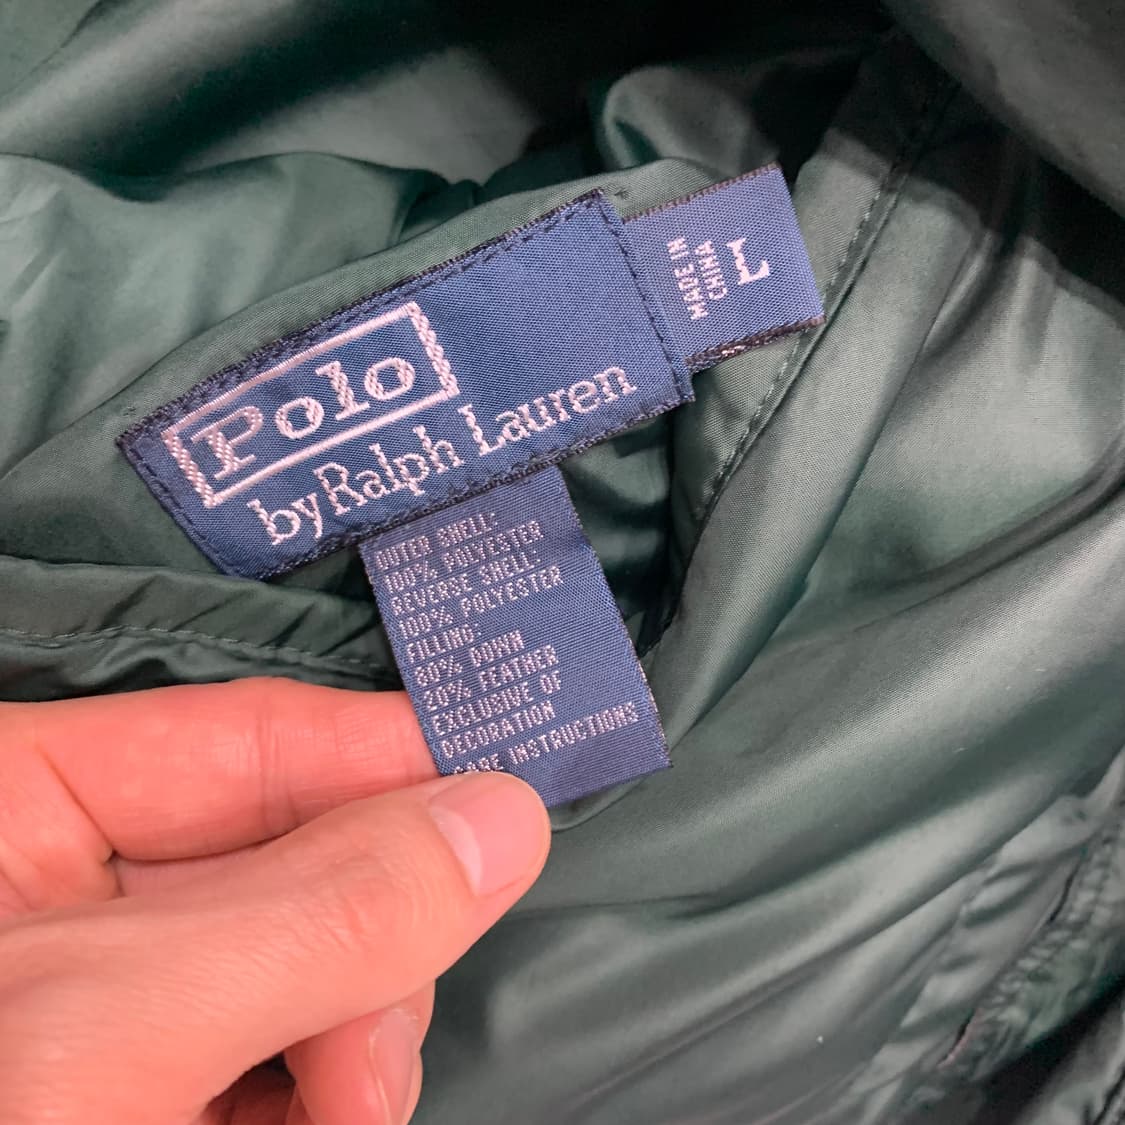 Polo
by Ralph Lauren
MADE IN
CHINA
L
OUTER SHELL:
100% POLYESTER
REVERSE SHELL:
100% POLYESTER
FILLING:
80% DOWN
20% FEATHER
EXCLUSIVE OF
DECORATION
CARE INSTRUCTIONS